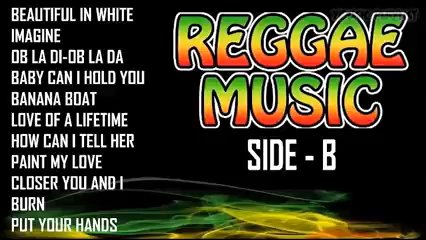 BEAUTIFUL IN WHITE
IMAGINE
OB LA DI-OB LA DA
BABY CAN I HOLD YOU
BANANA BOAT
LOVE OF A LIFETIME
HOW CAN I TELL HER
PAINT MY LOVE
CLOSER YOU AND I
BURN
PUT YOUR HANDS
REGGAE
MUSIC
SIDE - B